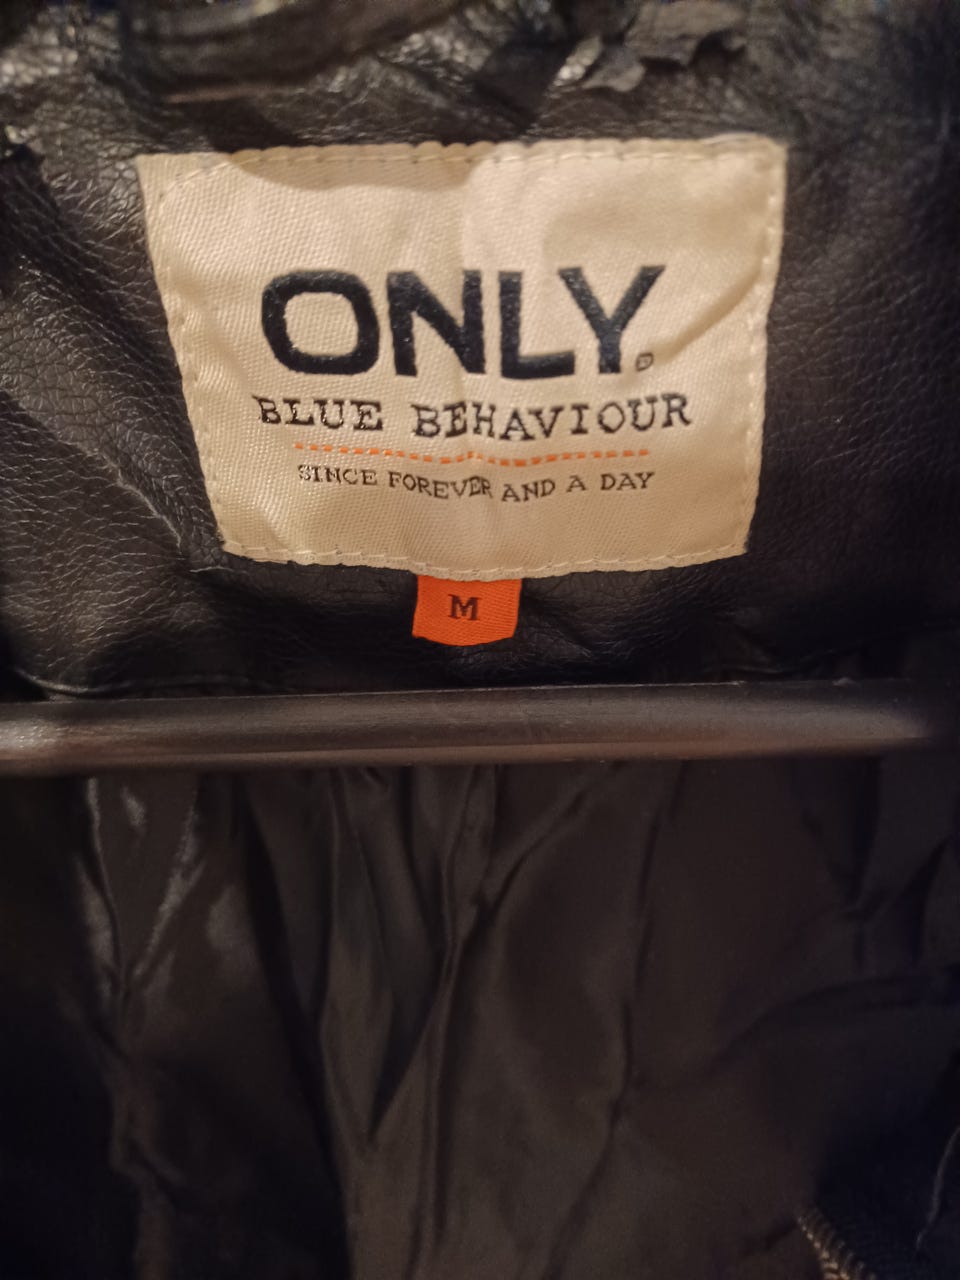 ONLY
BLUE BEHAVIOUR
SINCE FOREVER AND A DAY
M